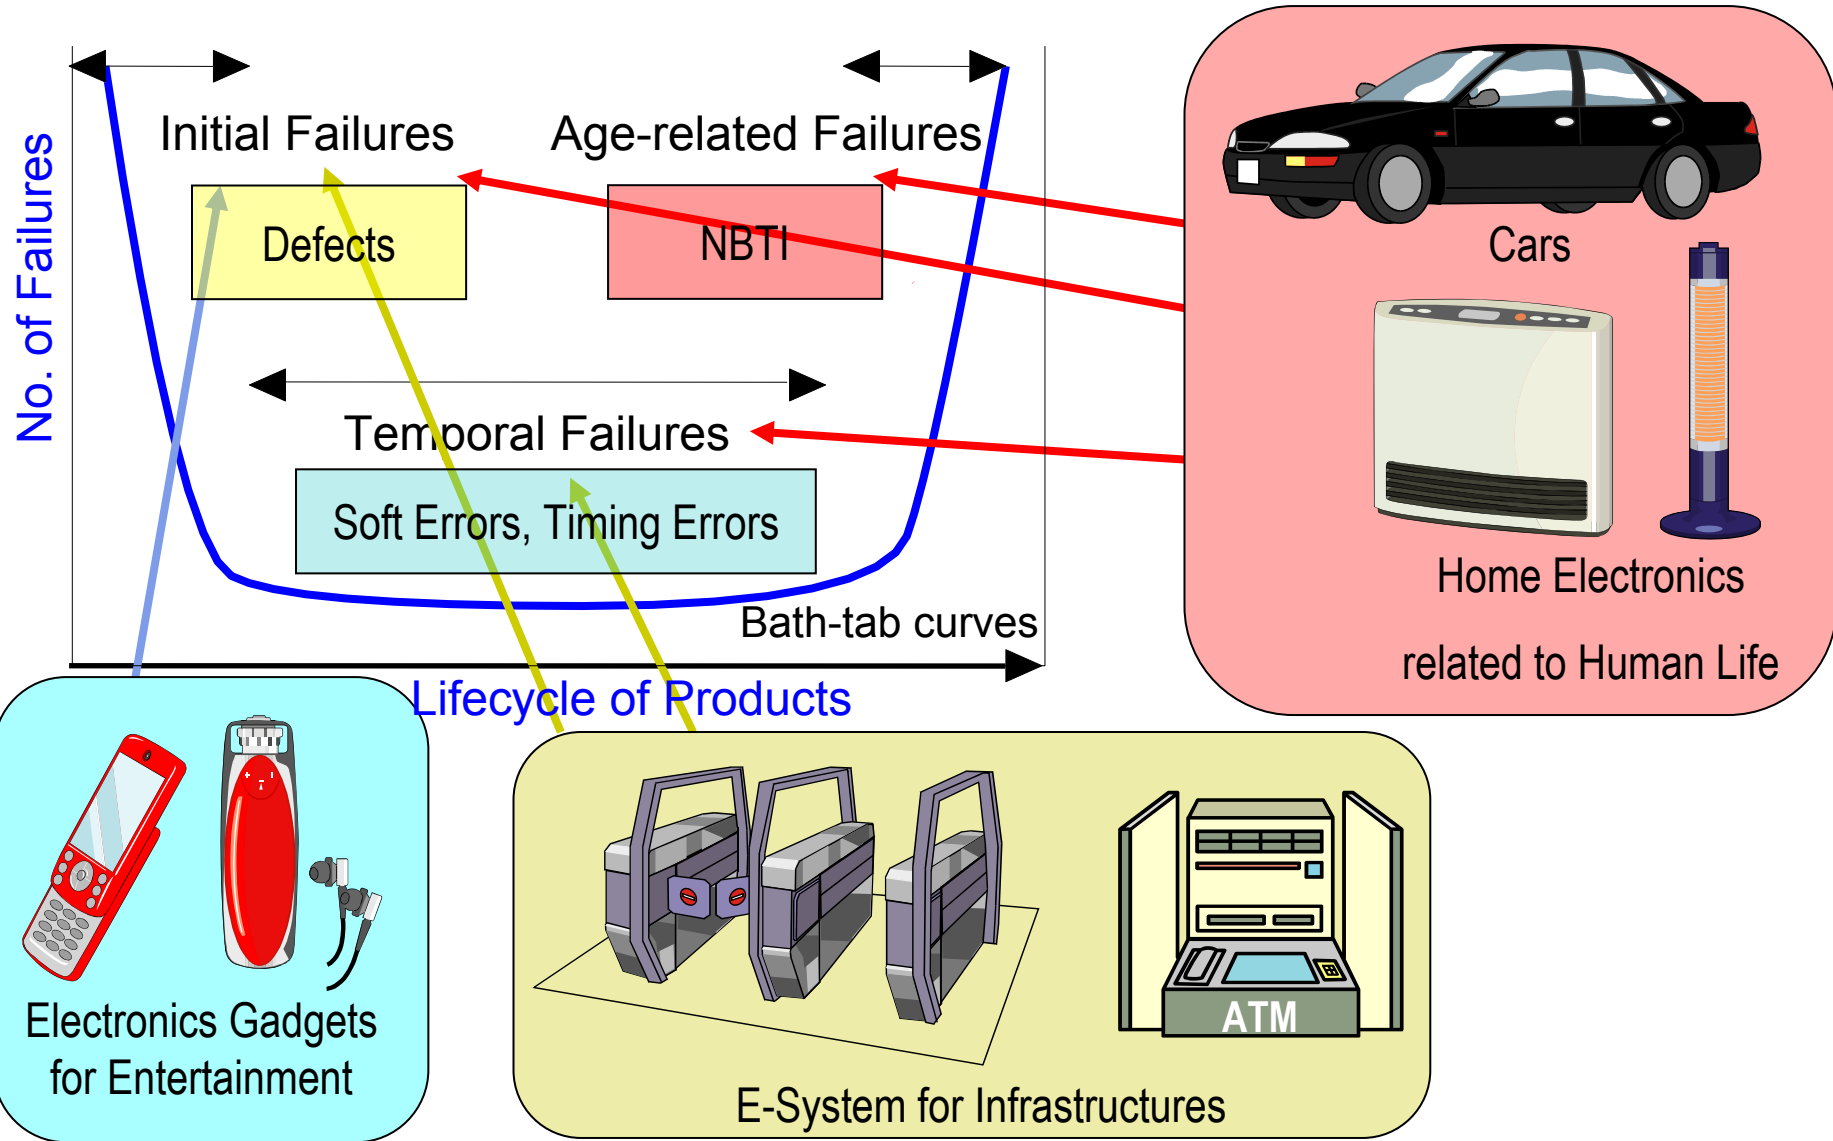 No. of Failures
Initial Failures
Age-related Failures
Defects
NBTI
Temporal Failures
Soft Errors, Timing Errors
Bath-tab curves
Lifecycle of Products
Cars
Home Electronics
related to Human Life
Electronics Gadgets
for Entertainment
ATM
E-System for Infrastructures